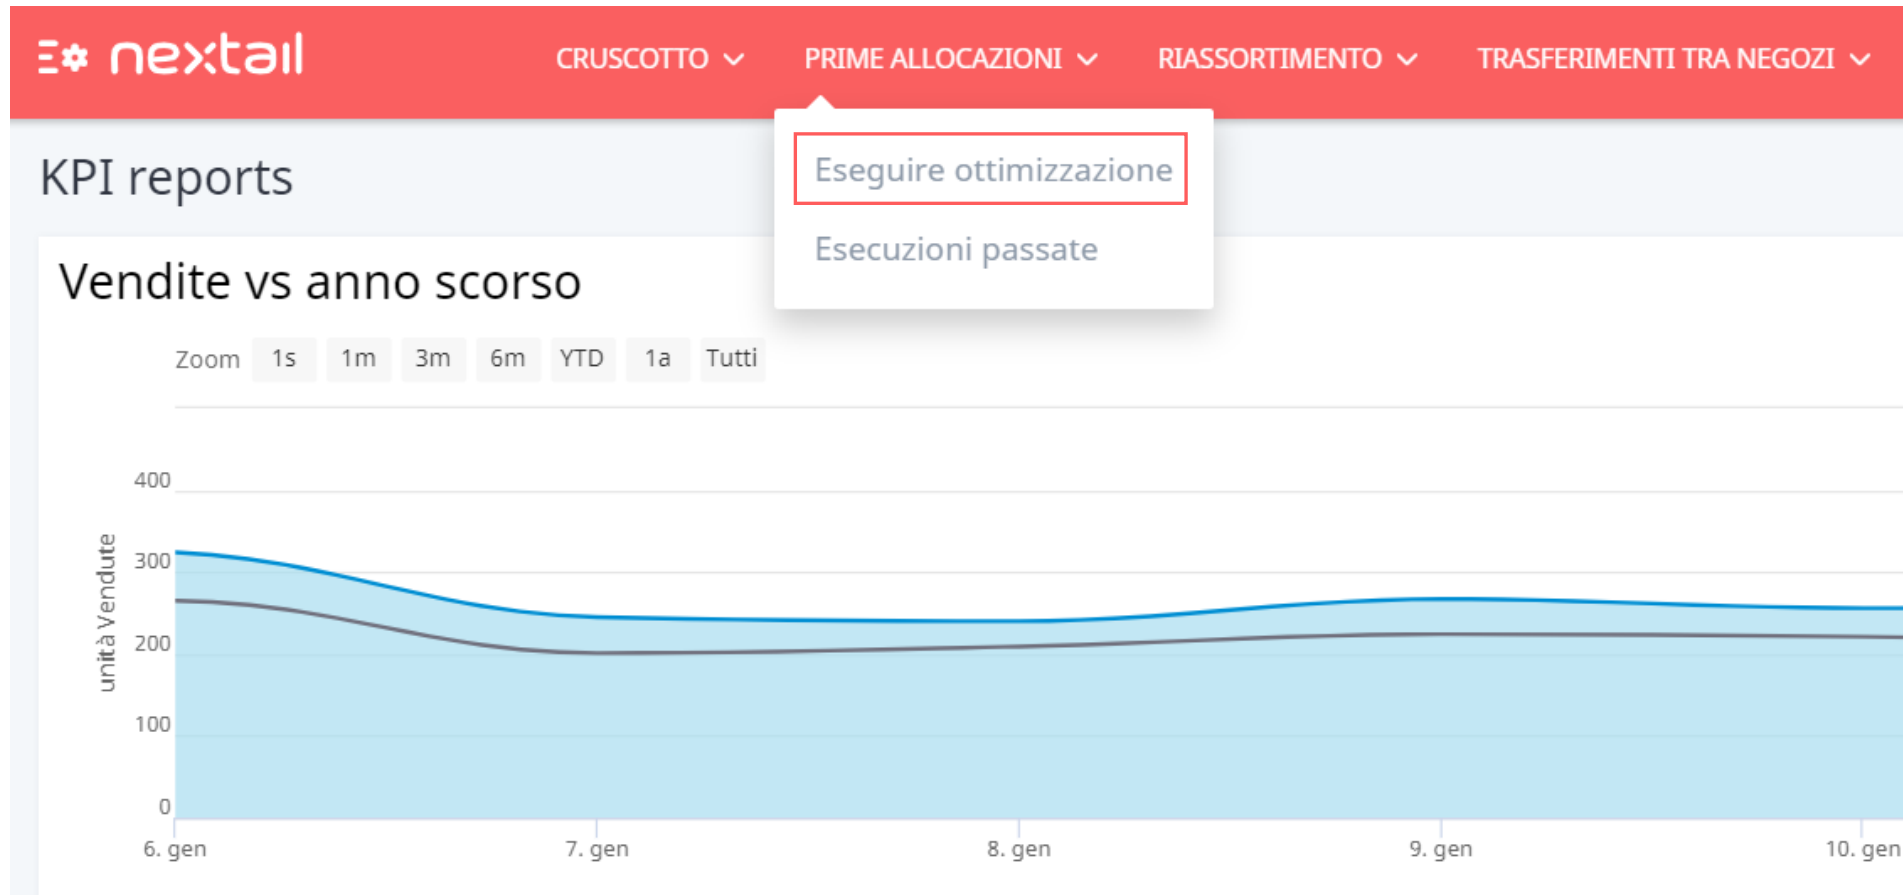 nextail
CRUSCOTTO
PRIME ALLOCAZIONI
RIASSORTIMENTO
TRASFERIMENTI TRA NEGOZI
Eseguire ottimizzazione
Esecuzioni passate
KPI reports
Vendite vs anno scorso
Zoom 1s 1m 3m 6m YTD 1a Tutti
unità Vendute
400
300
200
100
0
6. gen 7. gen 8. gen 9. gen 10. gen